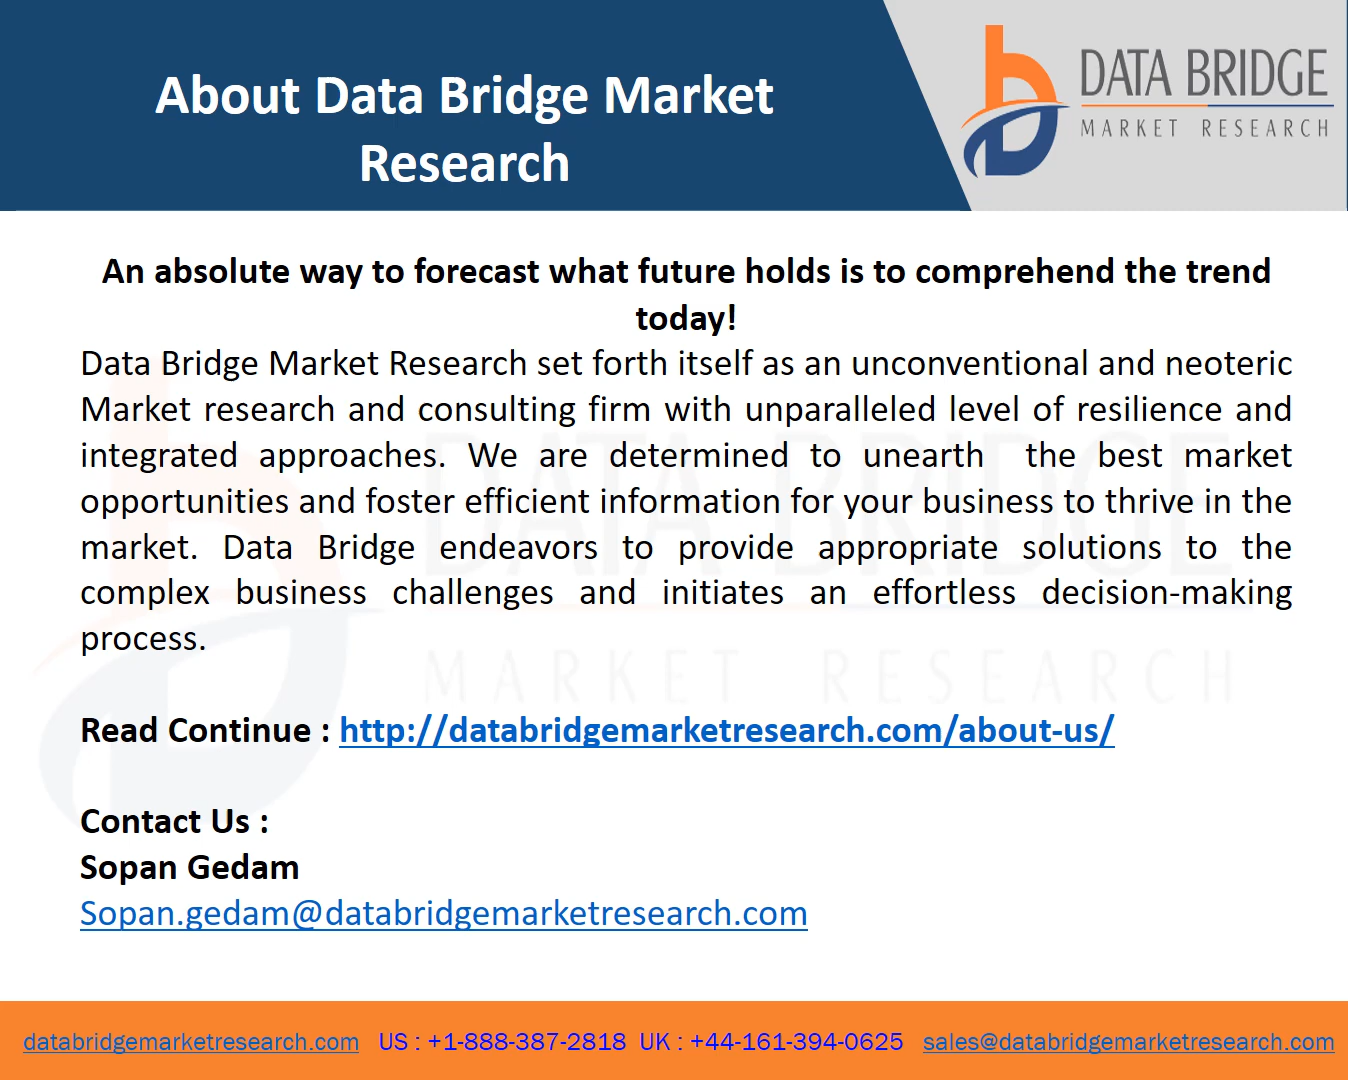 About Data Bridge Market
Research
DATA BRIDGE
MARKET RESEARCH
An absolute way to forecast what future holds is to comprehend the trend
today!
Data Bridge Market Research set forth itself as an unconventional and neoteric
Market research and consulting firm with unparalleled level of resilience and
integrated approaches. We are determined to unearth the best market
opportunities and foster efficient information for your business to thrive in the
market. Data Bridge endeavors to provide appropriate solutions to the
complex business challenges and initiates an effortless decision-making
process.
DATA BRIDGE
MARKET RESEARCH
Read Continue : http://databridgemarketresearch.com/about-us/
Contact Us :
Sopan Gedam
Sopan.gedam@databridgemarketresearch.com
databridgemarketresearch.com US : +1-888-387-2818 UK : +44-161-394-0625 sales@databridgemarketresearch.com